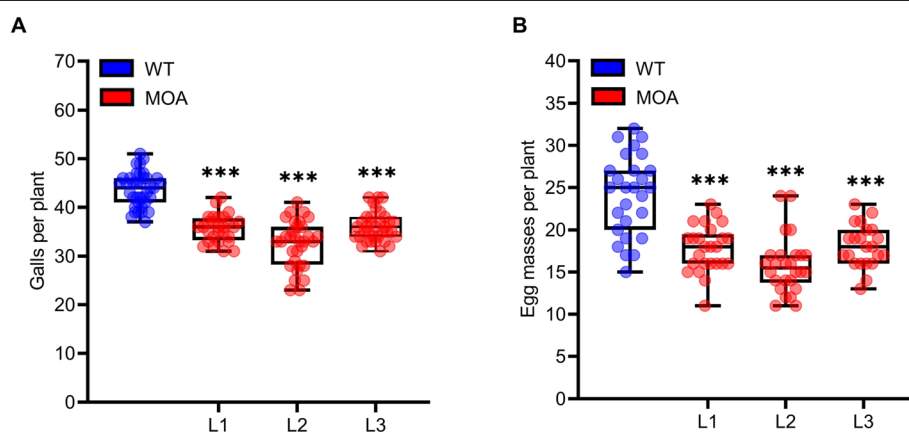 A
Galls per plant
70
60
50
40
30
20
10
0
WT
MOA
***
***
***
L1
L2
L3
B
Egg masses per plant
40
35
30
25
20
15
10
5
0
WT
MOA
***
***
***
L1
L2
L3